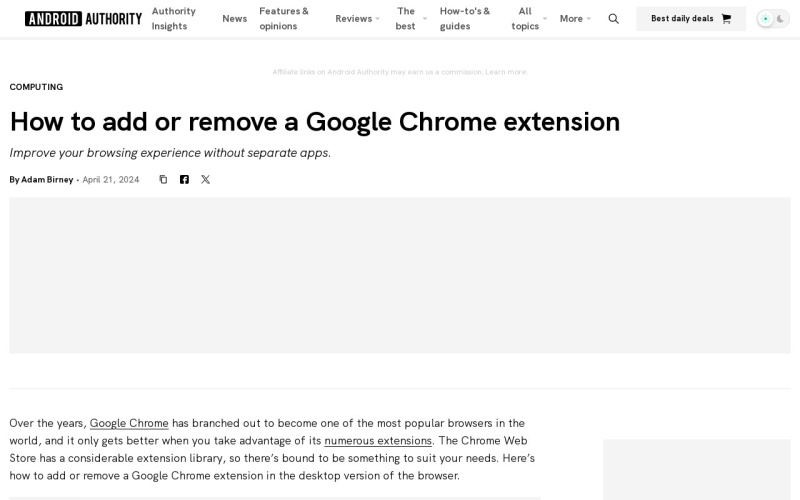 ANDROID AUTHORITY
Authority Insights
News
Features & opinions
Reviews
The best
How-to's & guides
All topics
More
Best daily deals
Affiliate links on Android Authority may earn us a commission. Learn more.
COMPUTING
How to add or remove a Google Chrome extension
Improve your browsing experience without separate apps.
By Adam Birney • April 21, 2024
Over the years, Google Chrome has branched out to become one of the most popular browsers in the
world, and it only gets better when you take advantage of its numerous extensions. The Chrome Web
Store has a considerable extension library, so there’s bound to be something to suit your needs. Here’s
how to add or remove a Google Chrome extension in the desktop version of the browser.